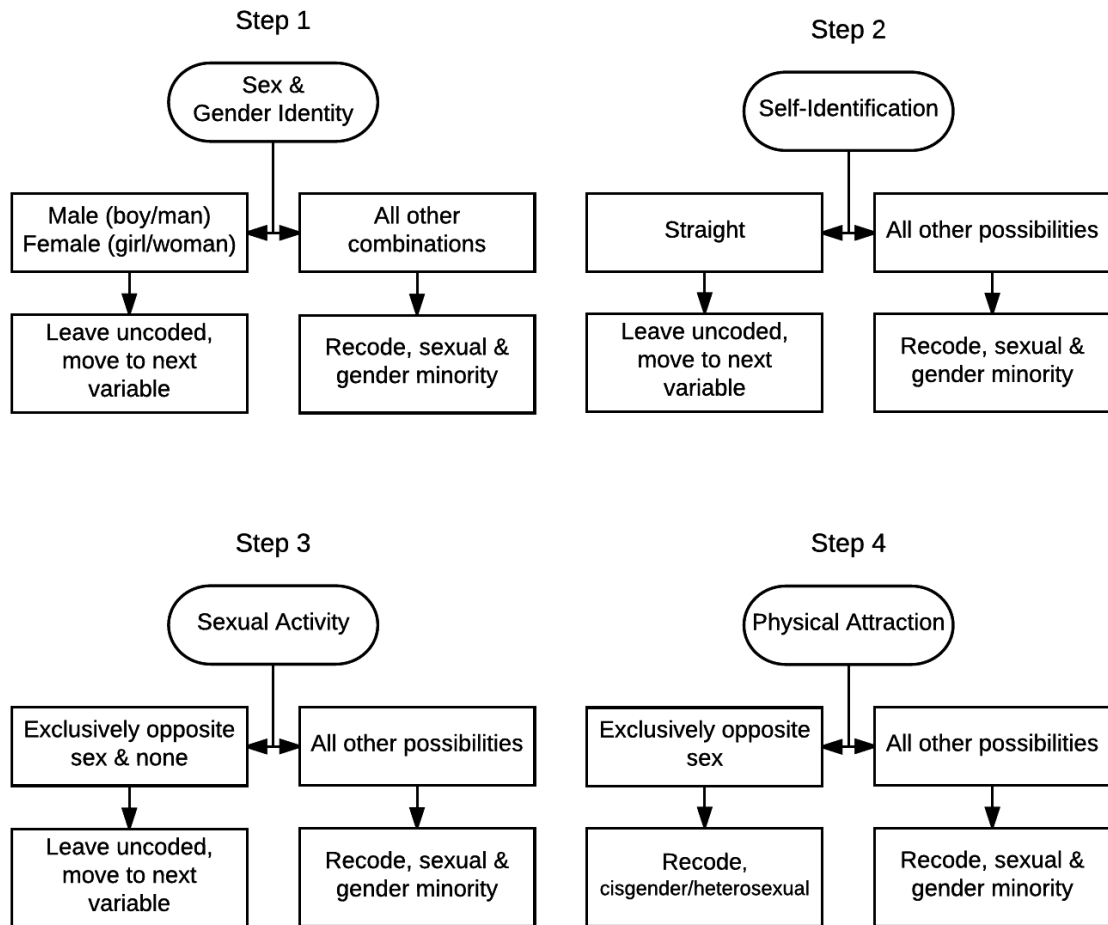 Step 1
Sex &
Gender Identity
Male (boy/man)
Female (girl/woman)
All other
combinations
Leave uncoded,
move to next
variable
Recode, sexual &
gender minority
Step 2
Self-Identification
Straight
All other possibilities
Leave uncoded,
move to next
variable
Recode, sexual &
gender minority
Step 3
Sexual Activity
Exclusively opposite
sex & none
All other possibilities
Leave uncoded,
move to next
variable
Recode, sexual &
gender minority
Step 4
Physical Attraction
Exclusively opposite
sex
All other possibilities
Recode,
cisgender/heterosexual
Recode, sexual &
gender minority